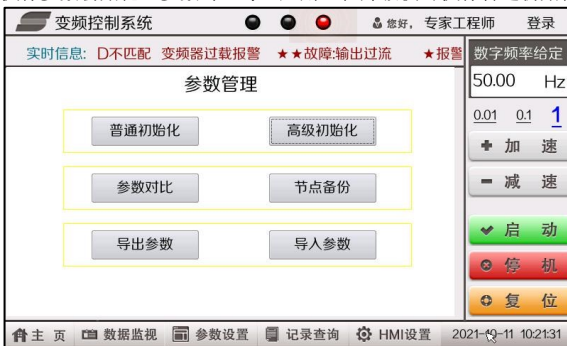 变频控制系统
您好, 专家工程师 登录
实时信息: D不匹配 变频器过载报警 ★★故障:输出过流 ★报警
数字频率给定
50.00 Hz
0.01 0.1 1
加 速
减 速
启 动
停 机
复 位
参数管理
普通初始化 高级初始化
参数对比 节点备份
导出参数 导入参数
主 页 数据监视 参数设置 记录查询 HMI设置 2021-09-11 10:21:31